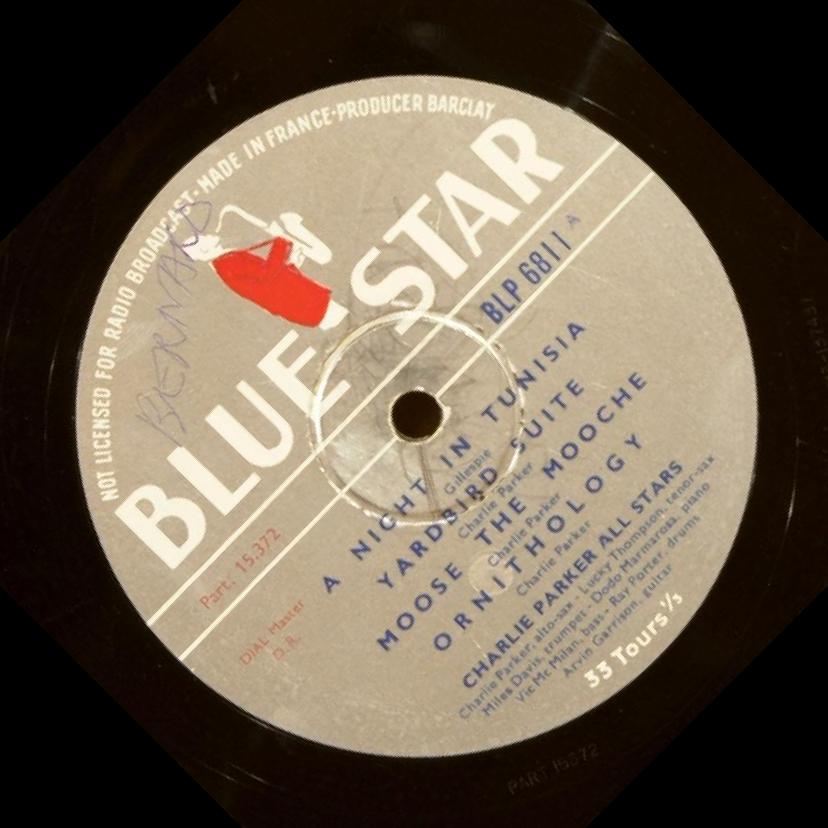 NOT LICENSED FOR RADIO BROADCAST - MADE IN FRANCE - PRODUCER BARCLAY
BERNARD
BLUE STAR
BLP 6811 A
Part. 15.372
DIAL Master
D. R.
A NIGHT IN TUNISIA
Gillespie
YARDBIRD SUITE
Charlie Parker
MOOSE THE MOOCHE
Charlie Parker
ORNITHOLOGY
Charlie Parker
CHARLIE PARKER ALL STARS
Charlie Parker, alto-sax - Lucky Thompson, tenor-sax
Miles Davis, trumpet - Dodo Marmarosa, piano
Vic Mc Milan, bass - Ray Porter, drums
Arvin Garrison, guitar
33 Tours 1/3
PART 15372